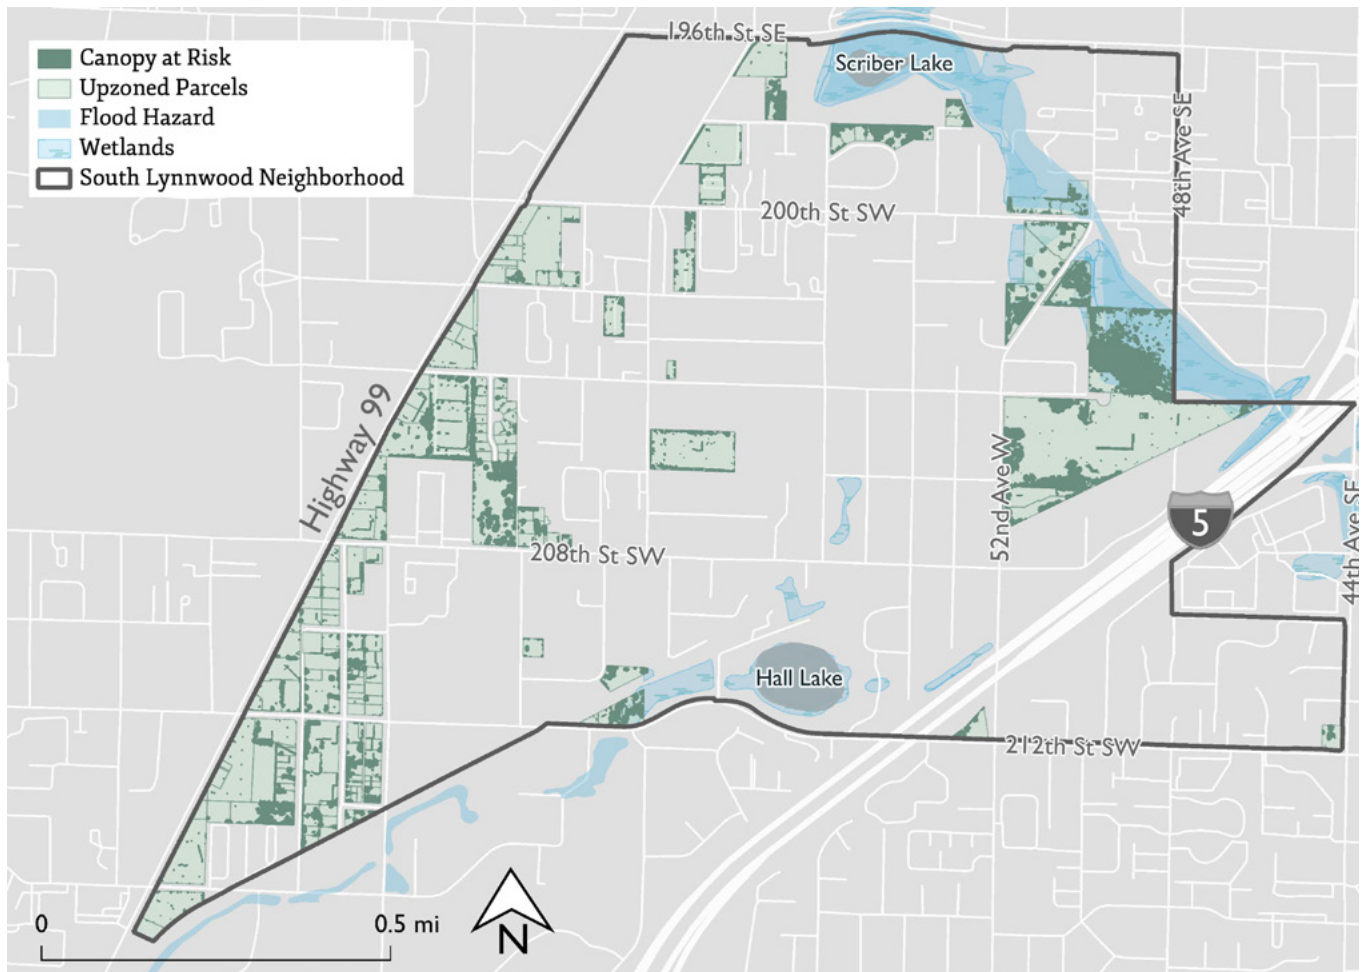 Canopy at Risk
Upzoned Parcels
Flood Hazard
Wetlands
South Lynnwood Neighborhood
196th St SE
Scriber Lake
48th Ave SE
200th St SW
Highway 99
52nd Ave W
5
44th Ave SE
208th St SW
Hall Lake
212th St SW
0
0.5 mi
N